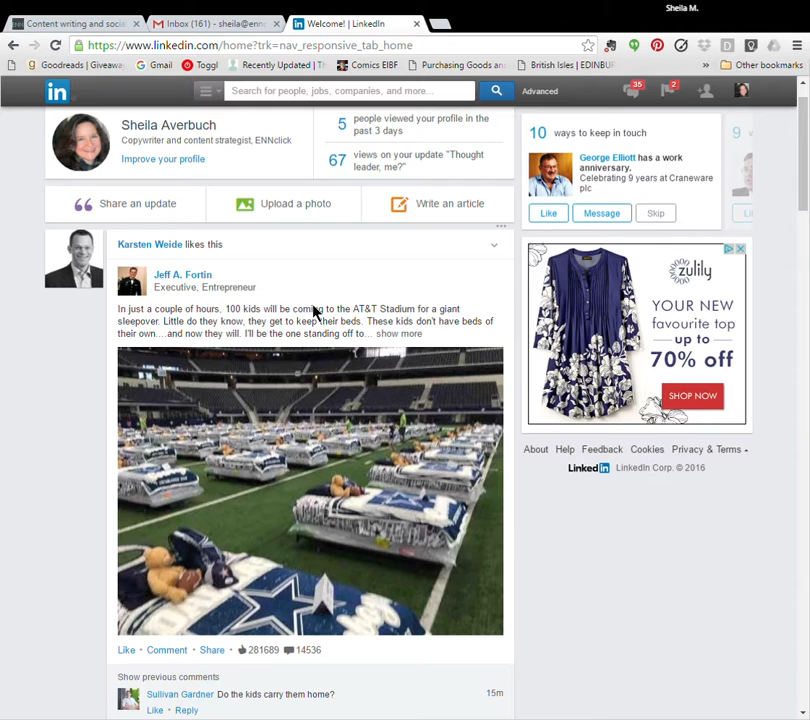 Sheila M.
Content writing and socia
Inbox (161) - sheila@enn
Welcome! | LinkedIn
https://www.linkedin.com/home?trk=nav_responsive_tab_home
Goodreads | Giveaw
Gmail
Toggl
Recently Updated | T
Comics EIBF
Purchasing Goods an
British Isles | EDINBU
Other bookmarks
in
Search for people, jobs, companies, and more...
Advanced
35
2
Sheila Averbuch
Copywriter and content strategist, ENNclick
Improve your profile
5 people viewed your profile in the
past 3 days
67 views on your update "Thought
leader, me?"
Share an update
Upload a photo
Write an article
Karsten Weide likes this
Jeff A. Fortin
Executive, Entrepreneur
In just a couple of hours, 100 kids will be coming to the AT&T Stadium for a giant
sleepover. Little do they know, they get to keep their beds. These kids don't have beds of
their own....and now they will. I'll be the one standing off to... show more
Like • Comment • Share • 281689 14536
Show previous comments
Sullivan Gardner Do the kids carry them home?
15m
Like • Reply
10 ways to keep in touch
9
George Elliott has a work
anniversary.
Celebrating 9 years at Craneware
plc
Like
Message
Skip
Li
zulily
YOUR NEW
favourite top
up to
70% off
SHOP NOW
About Help Feedback Cookies Privacy & Terms
LinkedIn LinkedIn Corp. © 2016